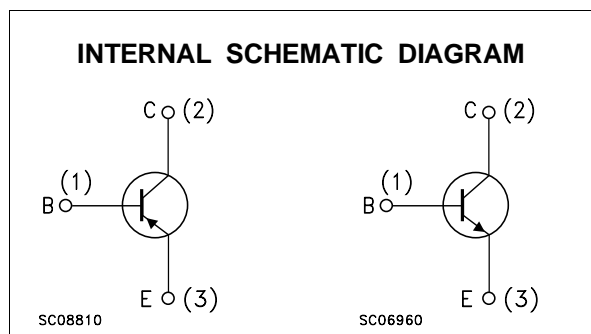 INTERNAL SCHEMATIC DIAGRAM
C (2)
C (2)
(1)
B
(1)
B
E (3)
E (3)
SC08810
SC06960